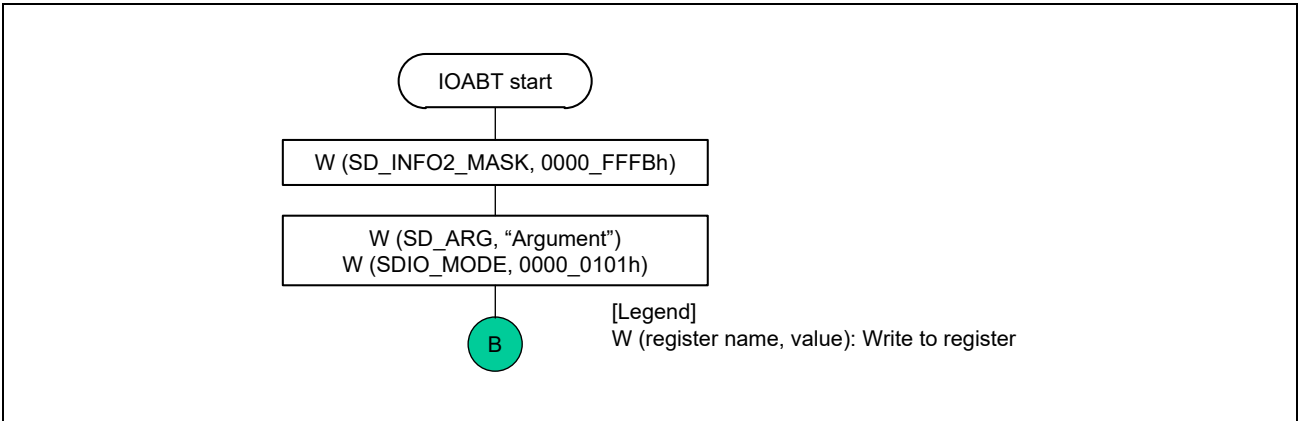 IOABT start
W (SD_INFO2_MASK, 0000_FFFBh)
W (SD_ARG, “Argument”)
W (SDIO_MODE, 0000_0101h)
B
[Legend]
W (register name, value): Write to register